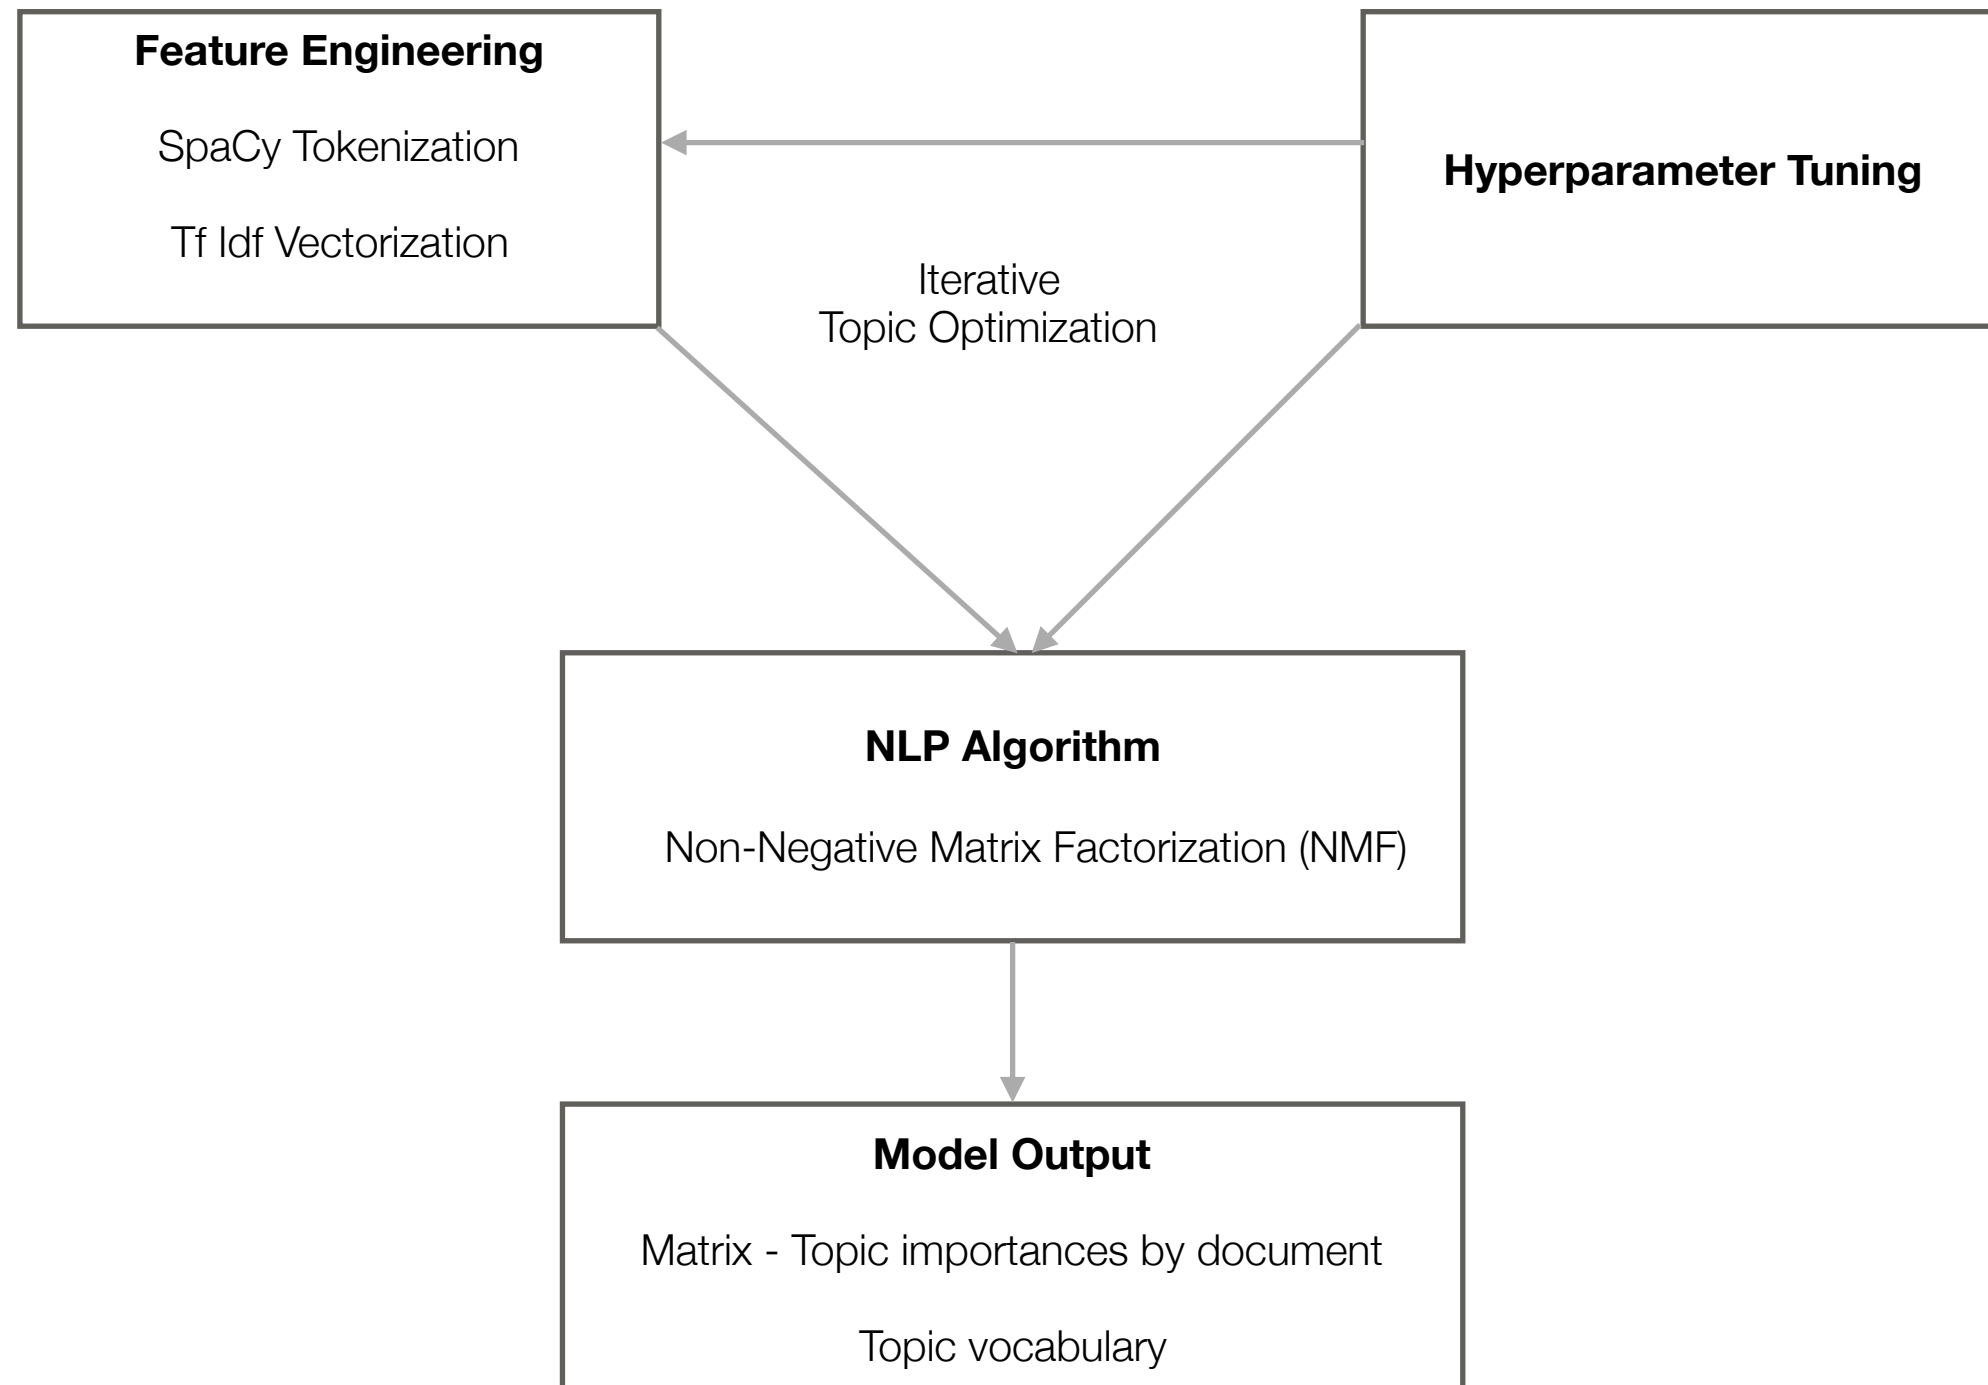 Feature Engineering
SpaCy Tokenization
Tf Idf Vectorization
Hyperparameter Tuning
Iterative
Topic Optimization
NLP Algorithm
Non-Negative Matrix Factorization (NMF)
Model Output
Matrix - Topic importances by document
Topic vocabulary